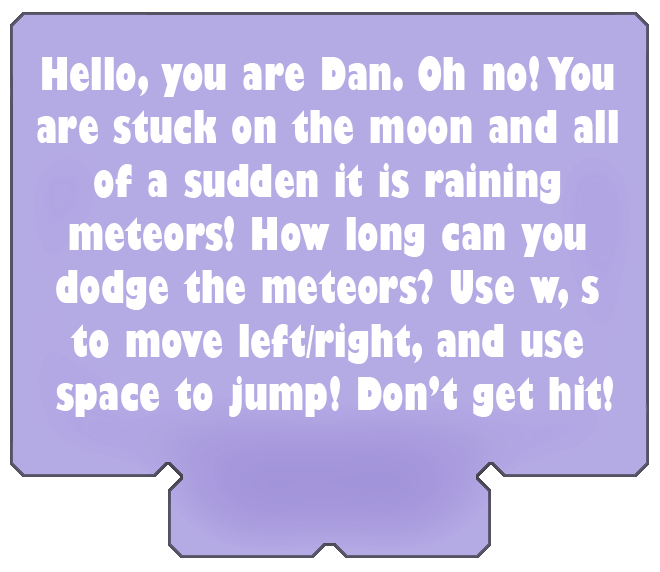 Hello, you are Dan. Oh no! You
are stuck on the moon and all
of a sudden it is raining
meteors! How long can you
dodge the meteors? Use w, s
to move left/right, and use
space to jump! Don't get hit!